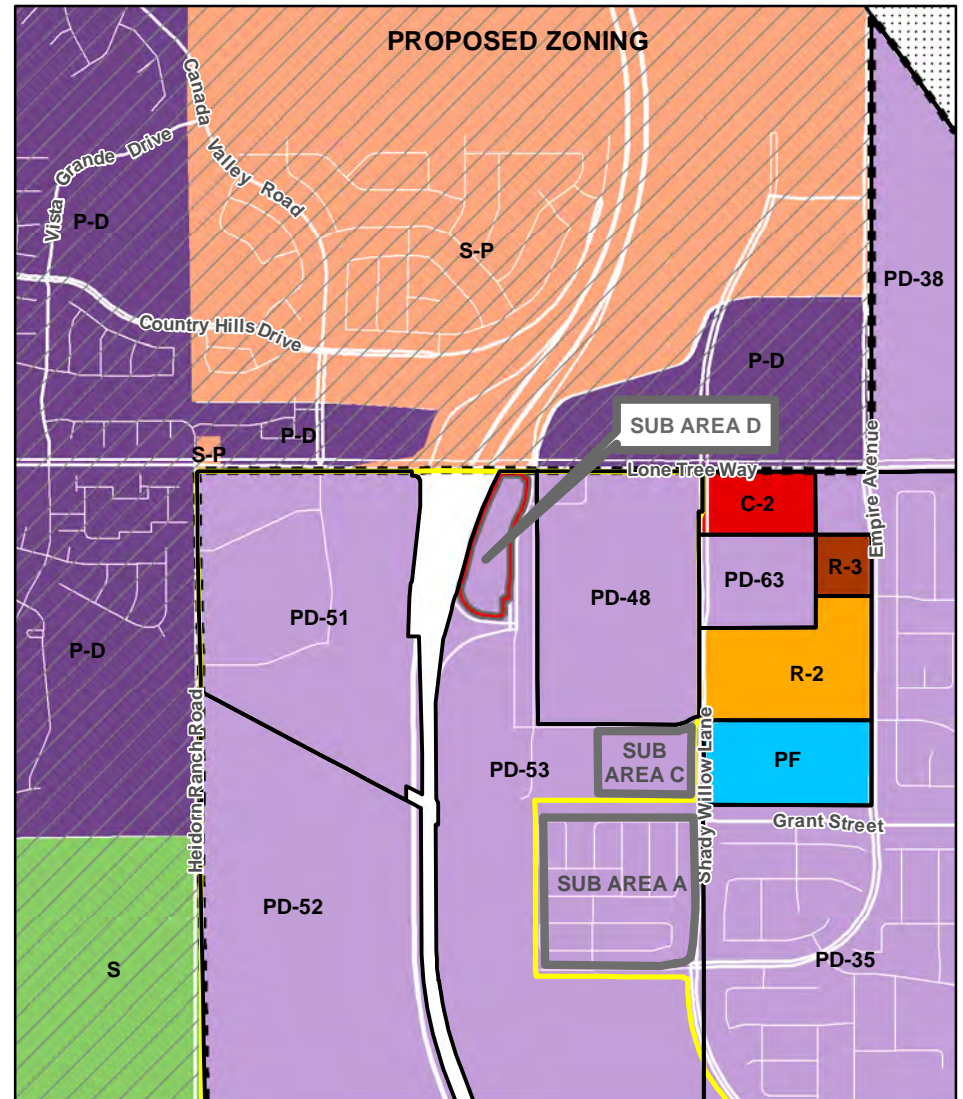 PROPOSED ZONING
Canada Valley Road
Vista Grande Drive
P-D
S-P
PD-38
Country Hills Drive
P-D
SUB AREA D
P-D
S-P
Lone Tree Way
Empire Avenue
C-2
R-3
PD-63
PD-48
PD-51
P-D
R-2
Heidorn Ranch Road
Shady Willow Lane
SUB
AREA C
PF
PD-53
Grant Street
SUB AREA A
PD-52
PD-35
S